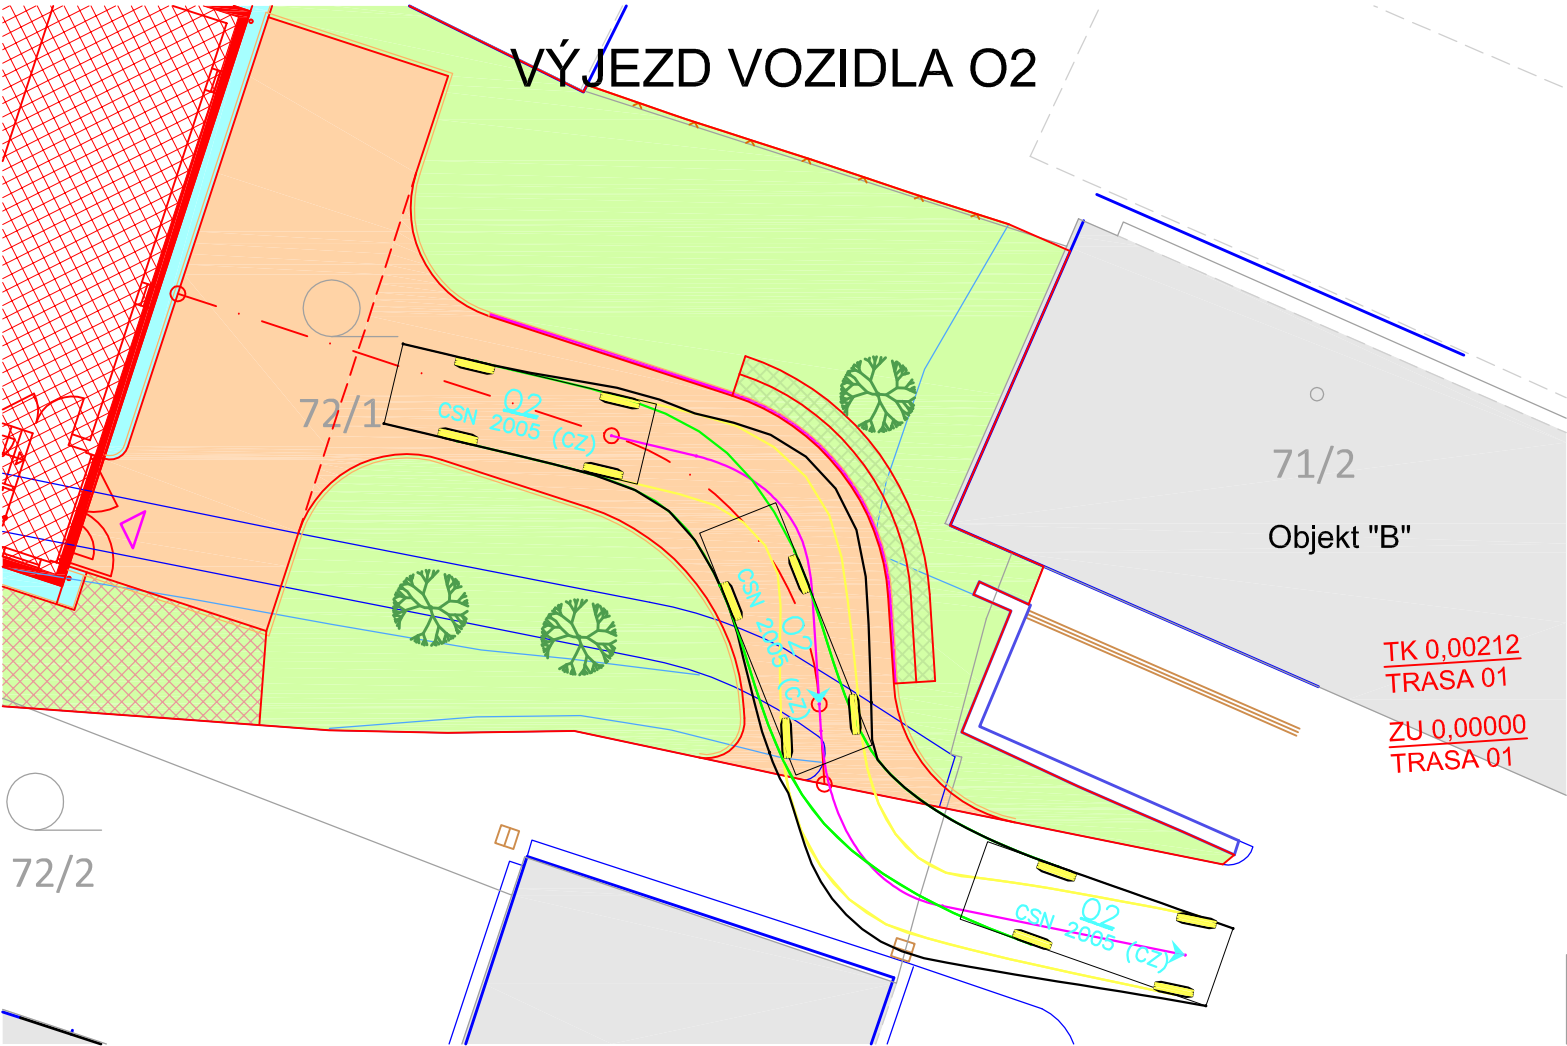 VÝJEZD VOZIDLA O2
72/1
O2
CSN 2005 (CZ)
71/2
Objekt "B"
O2
CSN 2005 (CZ)
TK 0,00212
TRASA 01
ZU 0,00000
TRASA 01
72/2
O2
CSN 2005 (CZ)